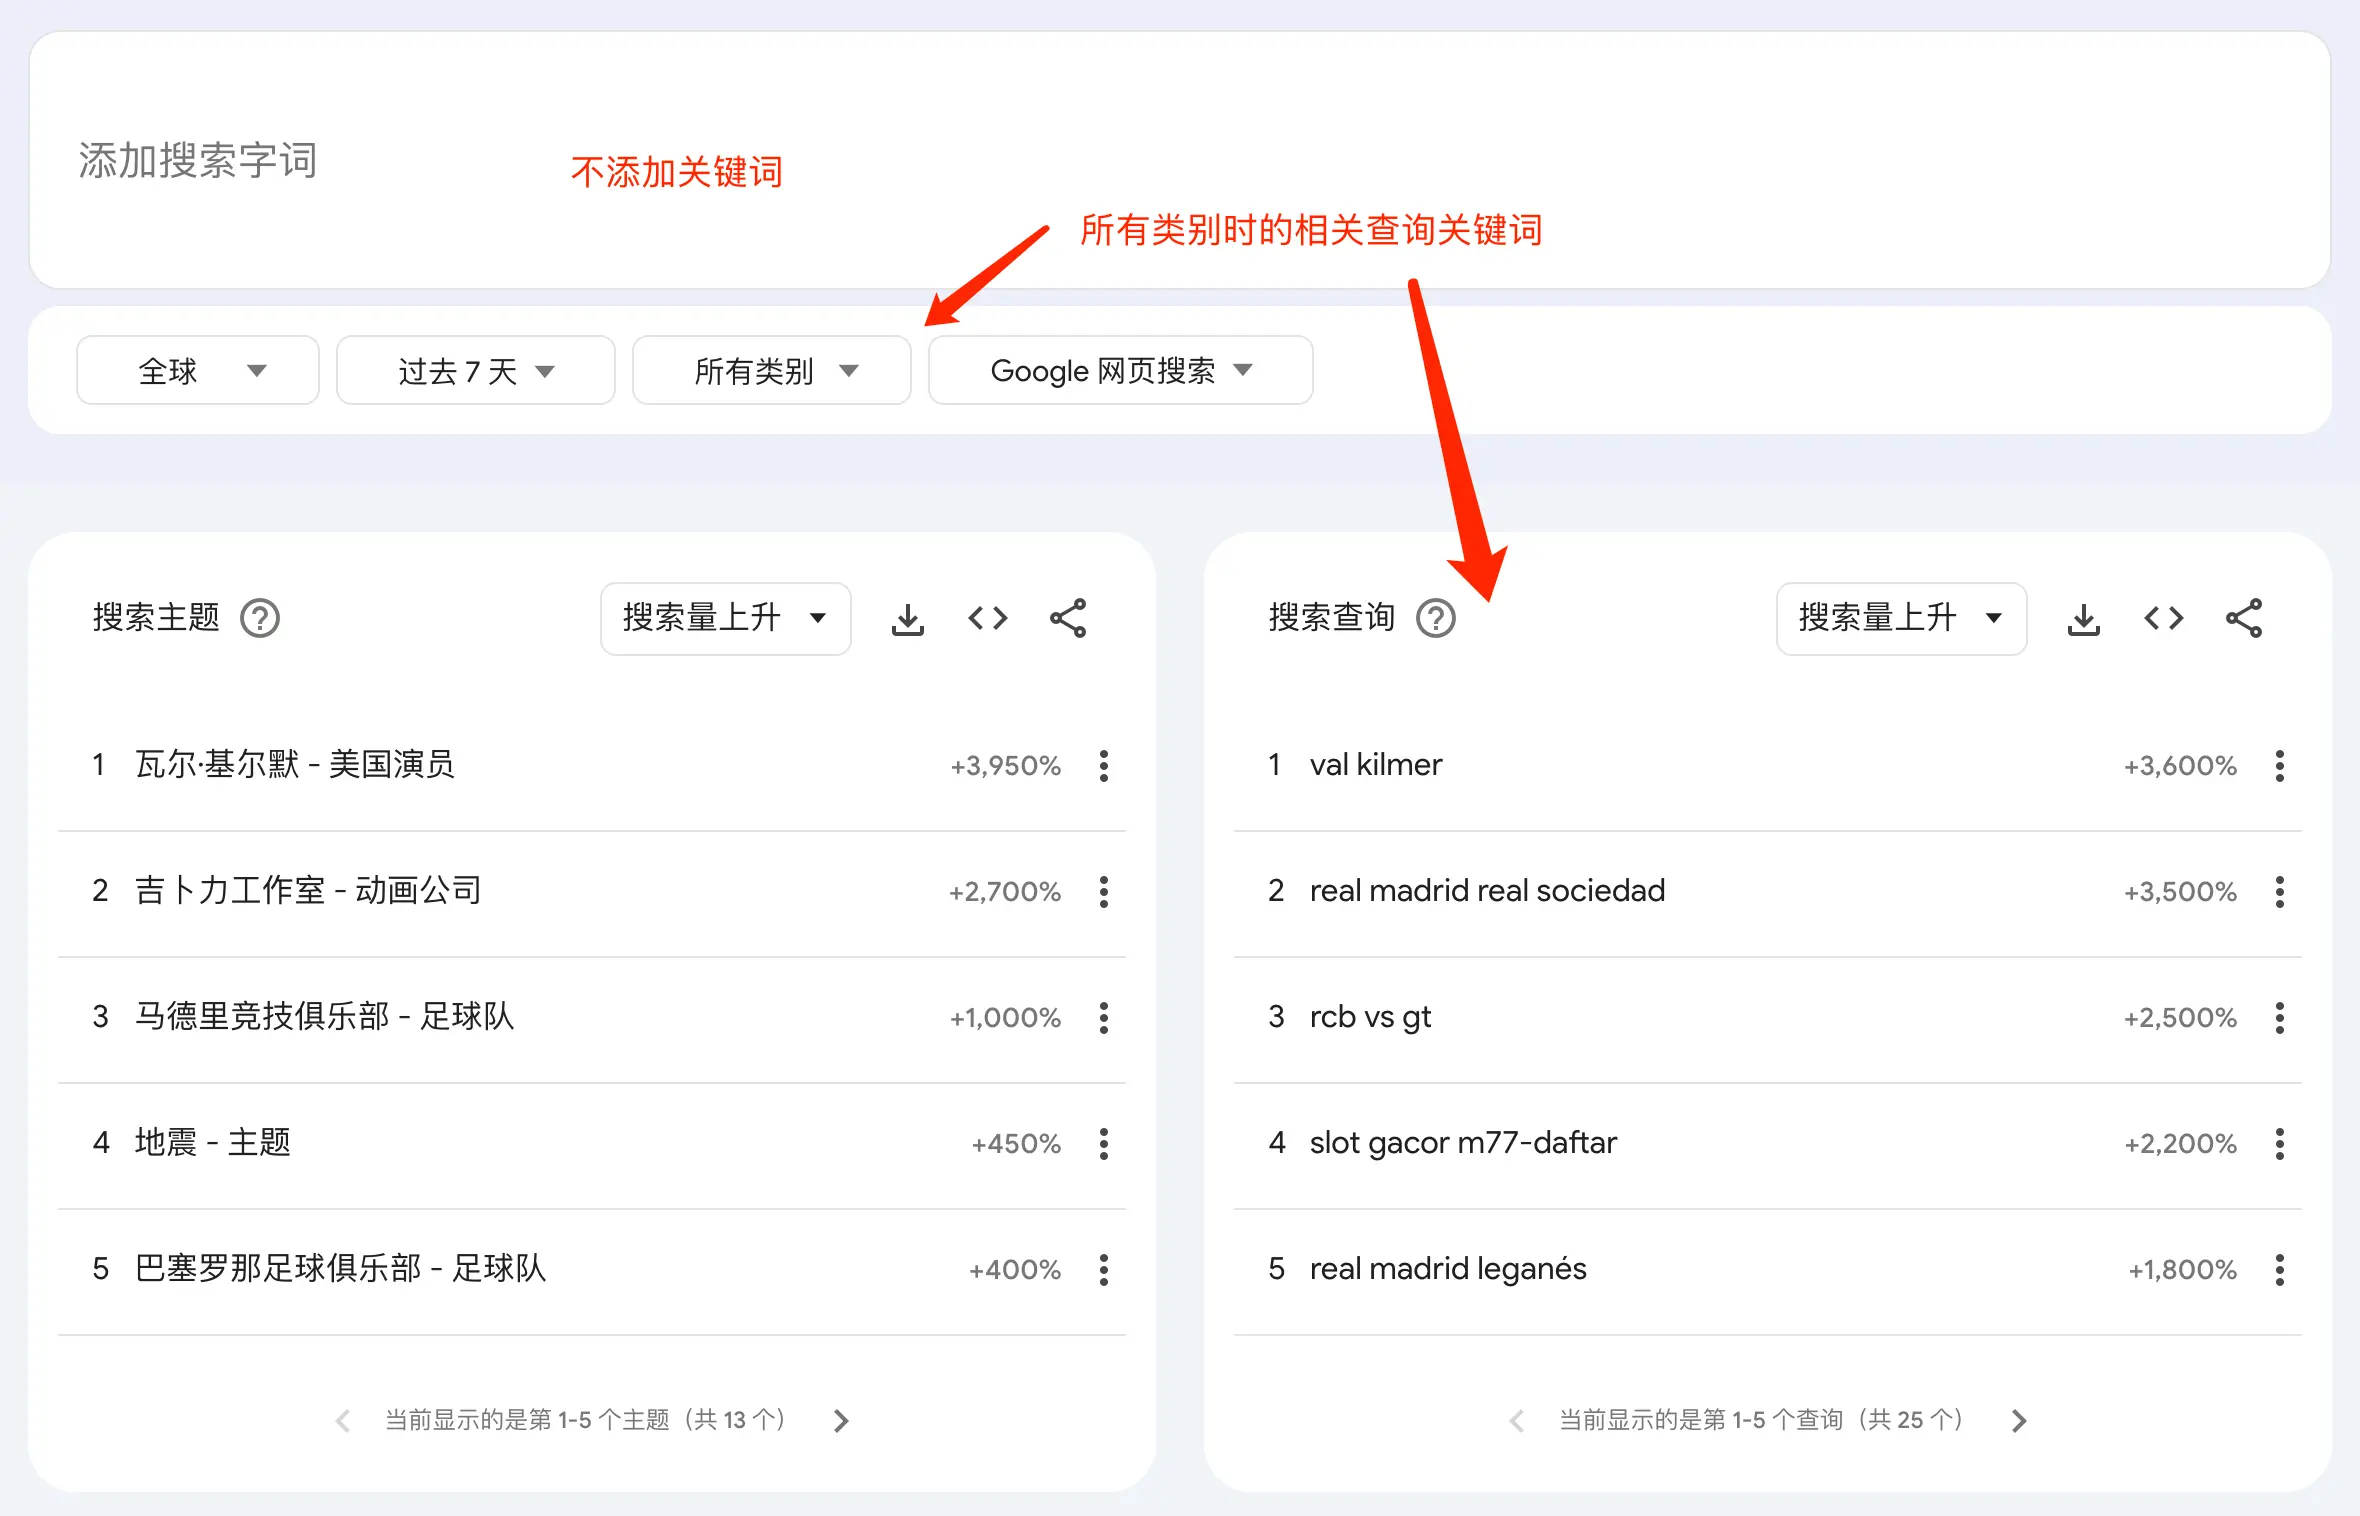 添加搜索字词
不添加关键词
所有类别时的相关查询关键词
全球
过去 7 天
所有类别
Google 网页搜索
搜索主题
搜索量上升
1 瓦尔·基尔默 - 美国演员 +3,950%
2 吉卜力工作室 - 动画公司 +2,700%
3 马德里竞技俱乐部 - 足球队 +1,000%
4 地震 - 主题 +450%
5 巴塞罗那足球俱乐部 - 足球队 +400%
当前显示的是第 1-5 个主题（共 13 个）
搜索查询
搜索量上升
1 val kilmer +3,600%
2 real madrid real sociedad +3,500%
3 rcb vs gt +2,500%
4 slot gacor m77-daftar +2,200%
5 real madrid leganés +1,800%
当前显示的是第 1-5 个查询（共 25 个）